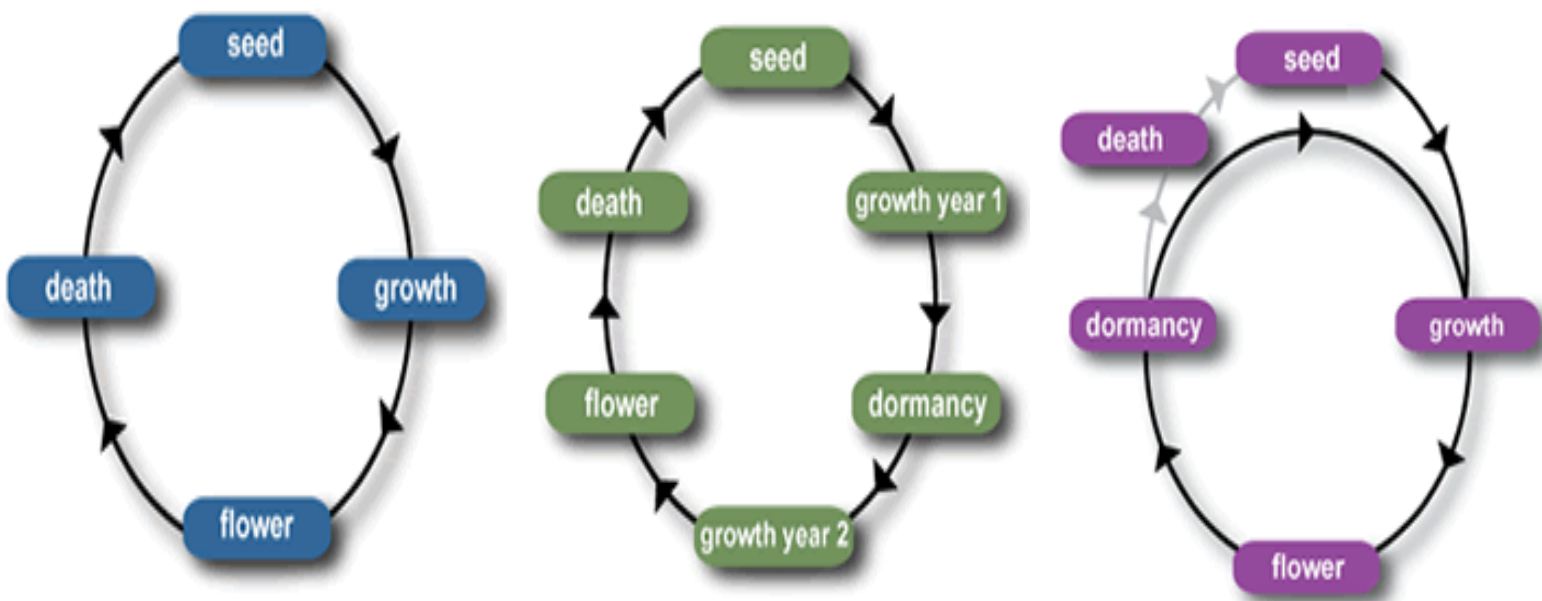 seed
growth
flower
death
seed
growth year 1
dormancy
growth year 2
flower
death
seed
growth
flower
dormancy
death